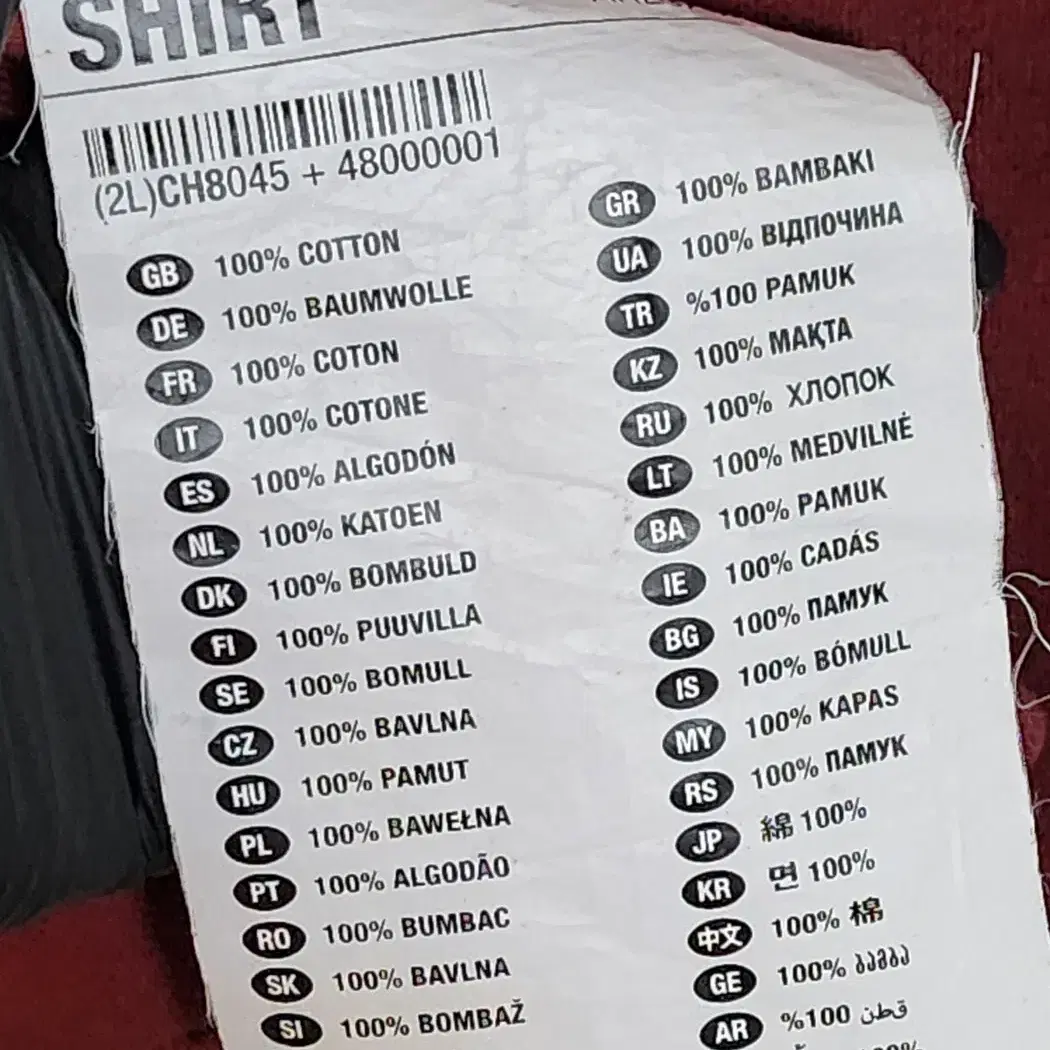 SHIRT
(2L)CH8045 + 48000001
GB 100% COTTON
DE 100% BAUMWOLLE
FR 100% COTON
IT 100% COTONE
ES 100% ALGODÓN
NL 100% KATOEN
DK 100% BOMBULD
FI 100% PUUVILLA
SE 100% BOMULL
CZ 100% BAVLNA
HU 100% PAMUT
PL 100% BAWEŁNA
PT 100% ALGODÃO
RO 100% BUMBAC
SK 100% BAVLNA
SI 100% BOMBAŽ
GR 100% BAMBAKI
UA 100% ВІДПОЧИНА
TR %100 PAMUK
KZ 100% МАҚТА
RU 100% ХЛОПОК
LT 100% MEDVILNĖ
BA 100% PAMUK
IE 100% CADÁS
BG 100% ПАМУК
IS 100% BÓMULL
MY 100% KAPAS
RS 100% ПАМУК
JP 綿 100%
KR 면 100%
中文 100% 棉
GE 100% ბამბა
AR %100 قطن